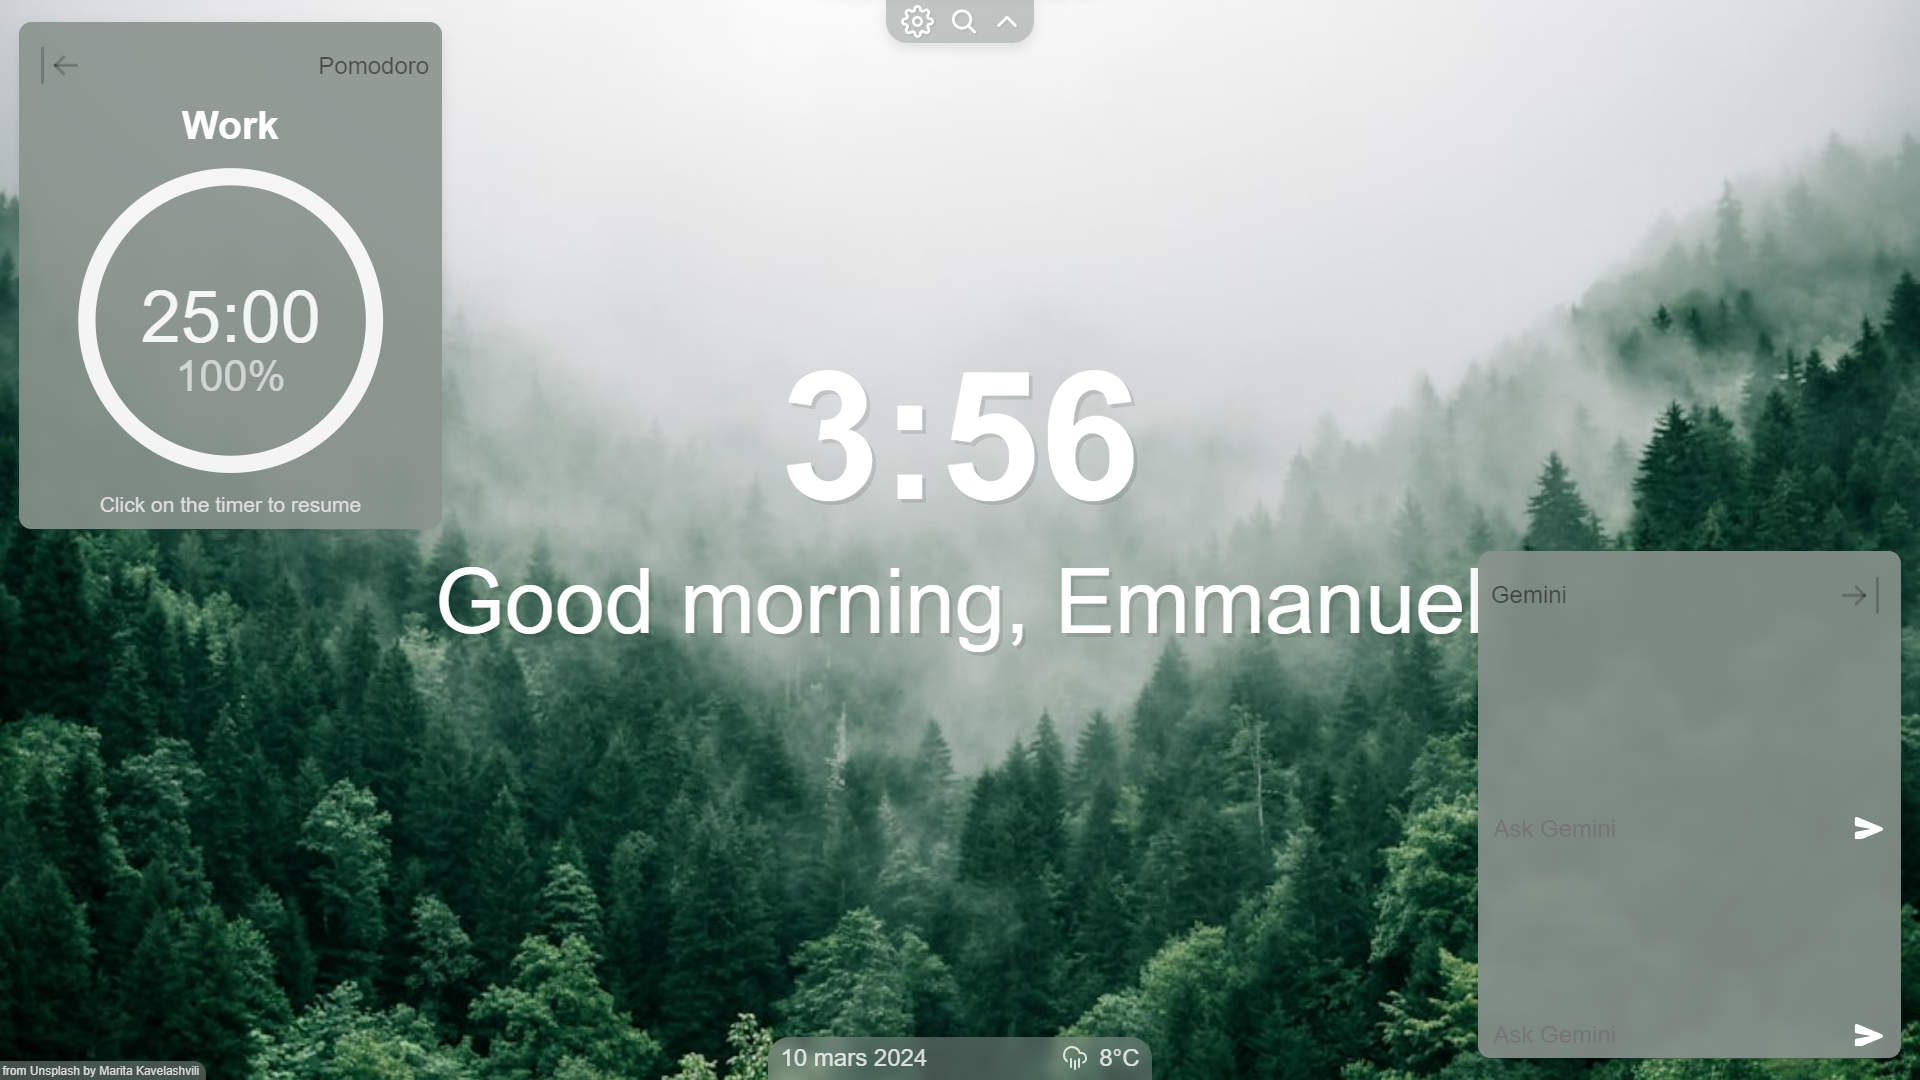 Pomodoro
Work
25:00
100%
Click on the timer to resume
3:56
Good morning, Emmanuel
Gemini
Ask Gemini
Ask Gemini
10 mars 2024
8°C
from Unsplash by Marita Kavelashvili